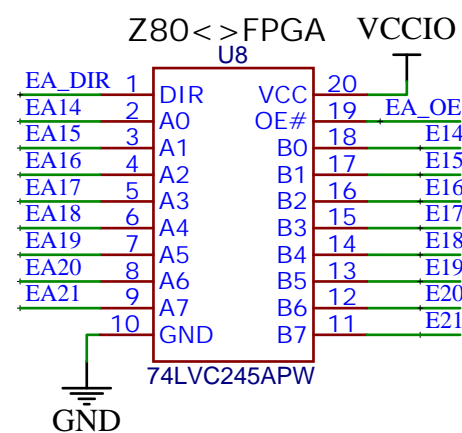 Z80<>FPGA VCCIO
U8
EA_DIR 1 DIR VCC 20
EA14 2 A0 OE# 19 EA_OE
EA15 3 A1 B0 18 E14
EA16 4 A2 B1 17 E15
EA17 5 A3 B2 16 E16
EA18 6 A4 B3 15 E17
EA19 7 A5 B4 14 E18
EA20 8 A6 B5 13 E19
EA21 9 A7 B6 12 E20
10 GND B7 11 E21
74LVC245APW
GND